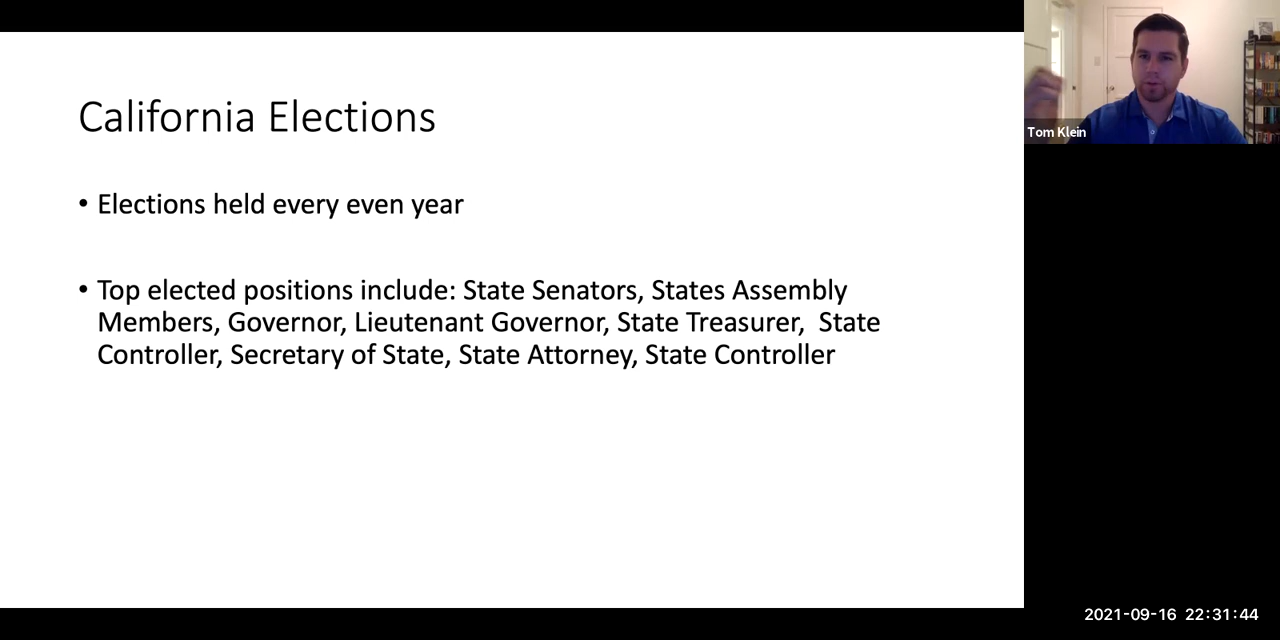 California Elections
• Elections held every even year
• Top elected positions include: State Senators, States Assembly
Members, Governor, Lieutenant Governor, State Treasurer,  State
Controller, Secretary of State, State Attorney, State Controller
Tom Klein
2021-09-16 22:31:44